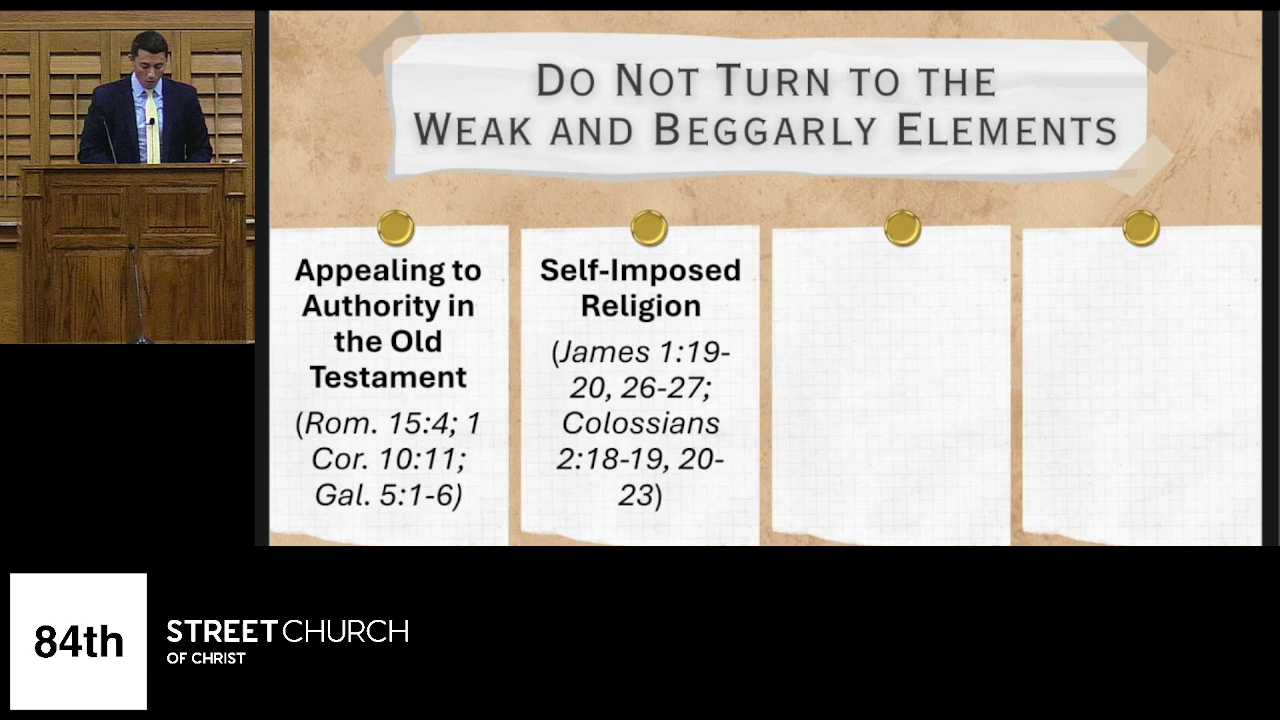 DO NOT TURN TO THE
WEAK AND BEGGARLY ELEMENTS
Appealing to
Authority in
the Old
Testament
(Rom. 15:4; 1
Cor. 10:11;
Gal. 5:1-6)
Self-Imposed
Religion
(James 1:19-
20, 26-27;
Colossians
2:18-19, 20-
23)
84th
STREET CHURCH
OF CHRIST